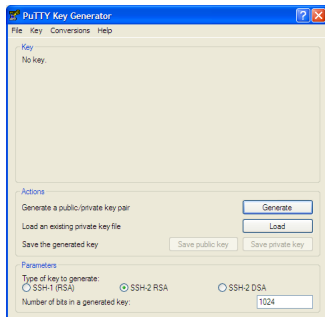 PuTTY Key Generator
File Key Conversions Help
Key
No key.
Actions
Generate a public/private key pair Generate
Load an existing private key file Load
Save the generated key Save public key Save private key
Parameters
Type of key to generate:
SSH-1 (RSA) SSH-2 RSA SSH-2 DSA
Number of bits in a generated key: 1024